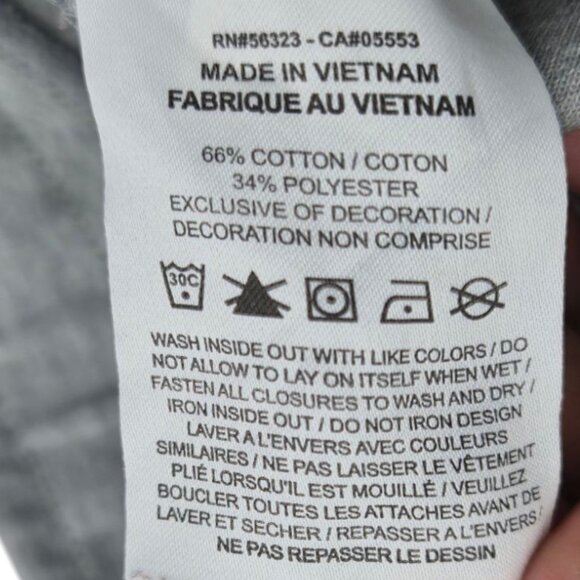 RN#56323 - CA#05553
MADE IN VIETNAM
FABRIQUE AU VIETNAM
66% COTTON / COTON
34% POLYESTER
EXCLUSIVE OF DECORATION /
DECORATION NON COMPRISE
30C
WASH INSIDE OUT WITH LIKE COLORS / DO
NOT ALLOW TO LAY ON ITSELF WHEN WET /
FASTEN ALL CLOSURES TO WASH AND DRY /
IRON INSIDE OUT / DO NOT IRON DESIGN
LAVER A L'ENVERS AVEC COULEURS
SIMILAIRES / NE PAS LAISSER LE VÊTEMENT
PLIÉ LORSQU'IL EST MOUILLÉ / VEUILLEZ
BOUCLER TOUTES LES ATTACHES AVANT DE
LAVER ET SECHER / REPASSER A L'ENVERS /
NE PAS REPASSER LE DESSIN